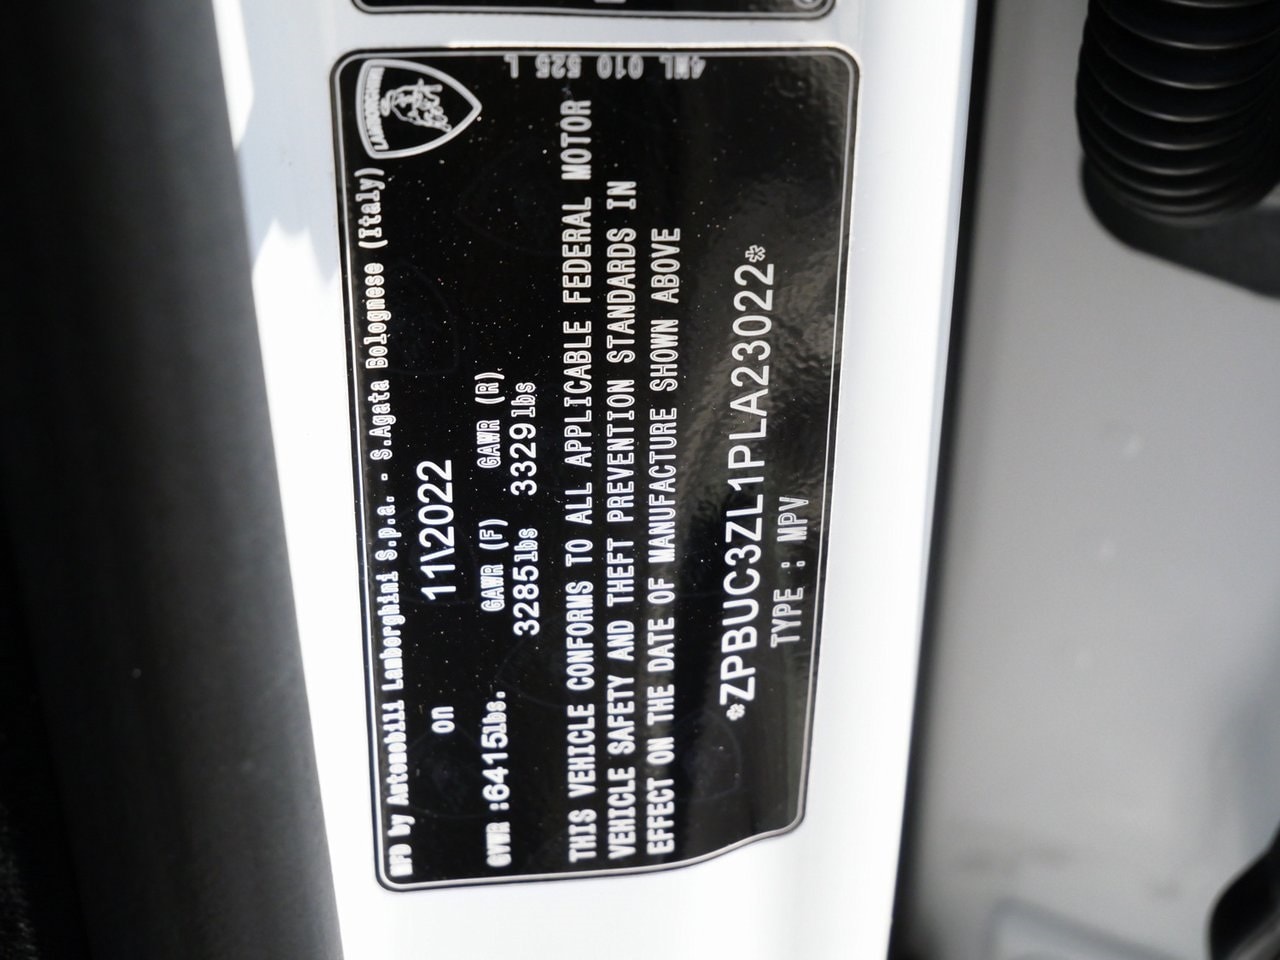 LAMBORGHINI
4ML 010 525 L
MFD by Automobili Lamborghini S.p.a. - S.Agata Bolognese (Italy)
on 11\2022
GVWR :6415lbs. GAWR (F) GAWR (R)
3285lbs 3329lbs
THIS VEHICLE CONFORMS TO ALL APPLICABLE FEDERAL MOTOR
VEHICLE SAFETY AND THEFT PREVENTION STANDARDS IN
EFFECT ON THE DATE OF MANUFACTURE SHOWN ABOVE
*ZPBUC3ZL1PLA23022*
TYPE : MPV